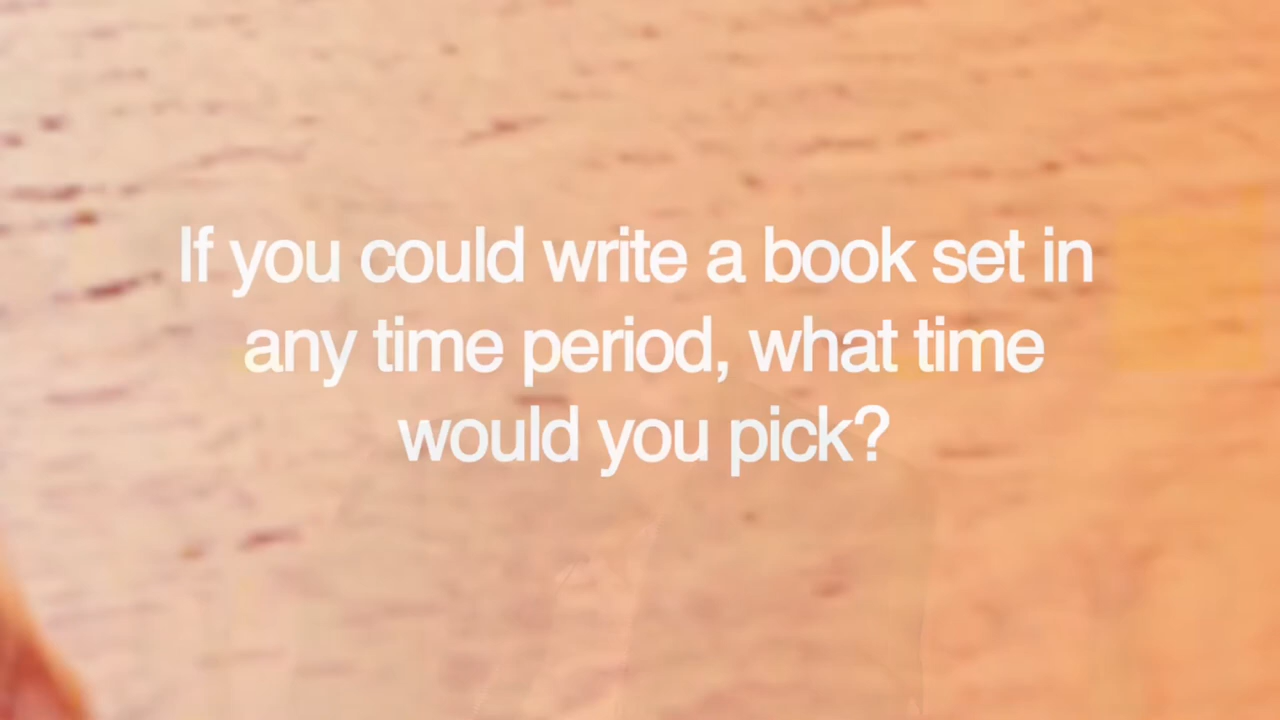 If you could write a book set in
any time period, what time
would you pick?